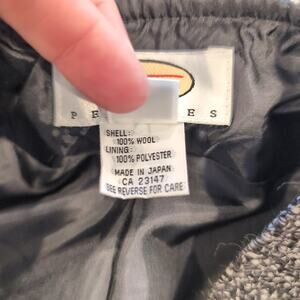 SHELL:
100% WOOL
LINING:
100% POLYESTER
MADE IN JAPAN
CA 23147
SEE REVERSE FOR CARE